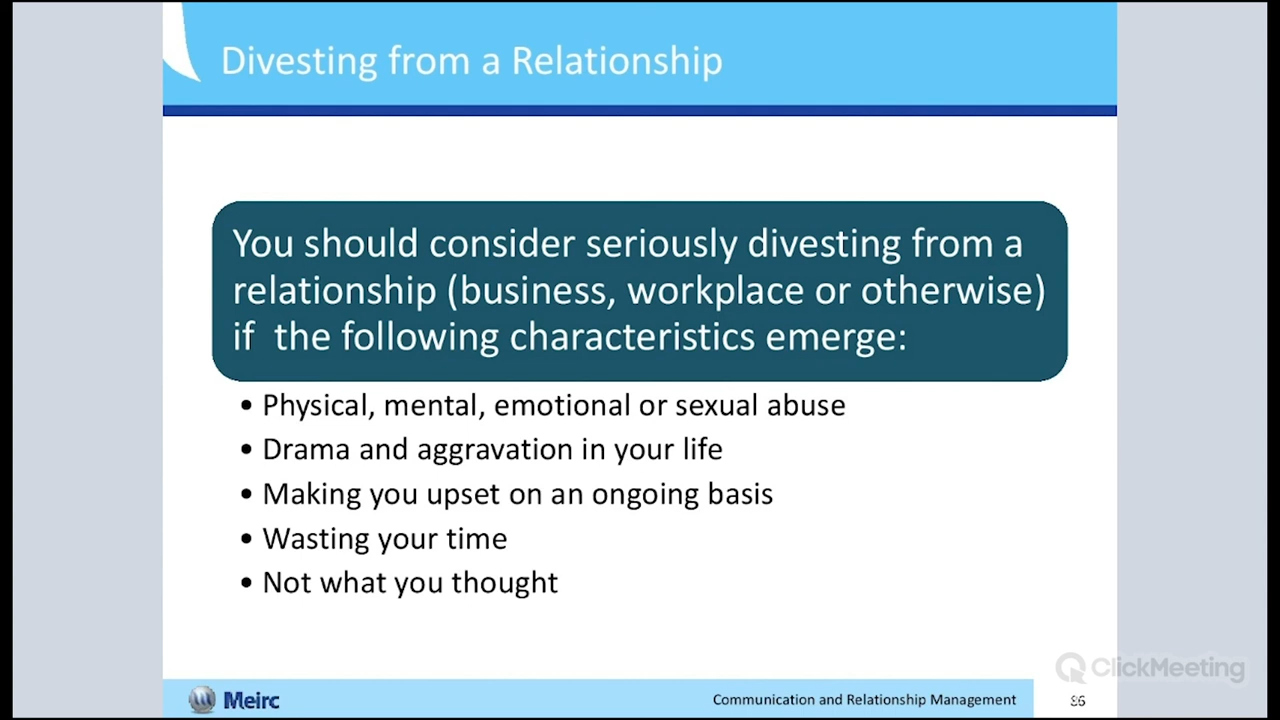 Divesting from a Relationship
You should consider seriously divesting from a
relationship (business, workplace or otherwise)
if the following characteristics emerge:
• Physical, mental, emotional or sexual abuse
• Drama and aggravation in your life
• Making you upset on an ongoing basis
• Wasting your time
• Not what you thought
ClickMeeting
Meirc
Communication and Relationship Management